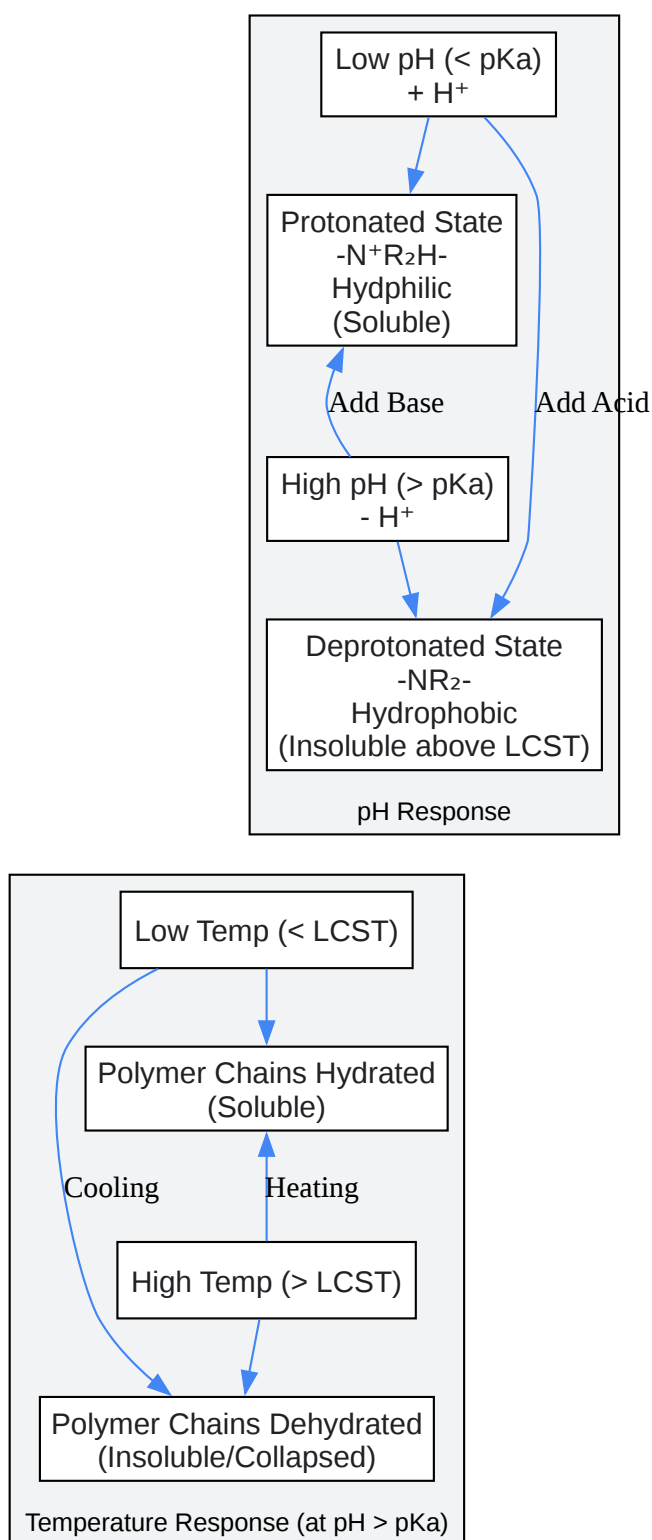 Low pH (< pKa)
+ H⁺
Protonated State
-N⁺R₂H-
Hydphilic
(Soluble)
Add Base
Add Acid
High pH (> pKa)
- H⁺
Deprotonated State
-NR₂-
Hydrophobic
(Insoluble above LCST)
pH Response
Low Temp (< LCST)
Polymer Chains Hydrated
(Soluble)
Cooling
Heating
High Temp (> LCST)
Polymer Chains Dehydrated
(Insoluble/Collapsed)
Temperature Response (at pH > pKa)